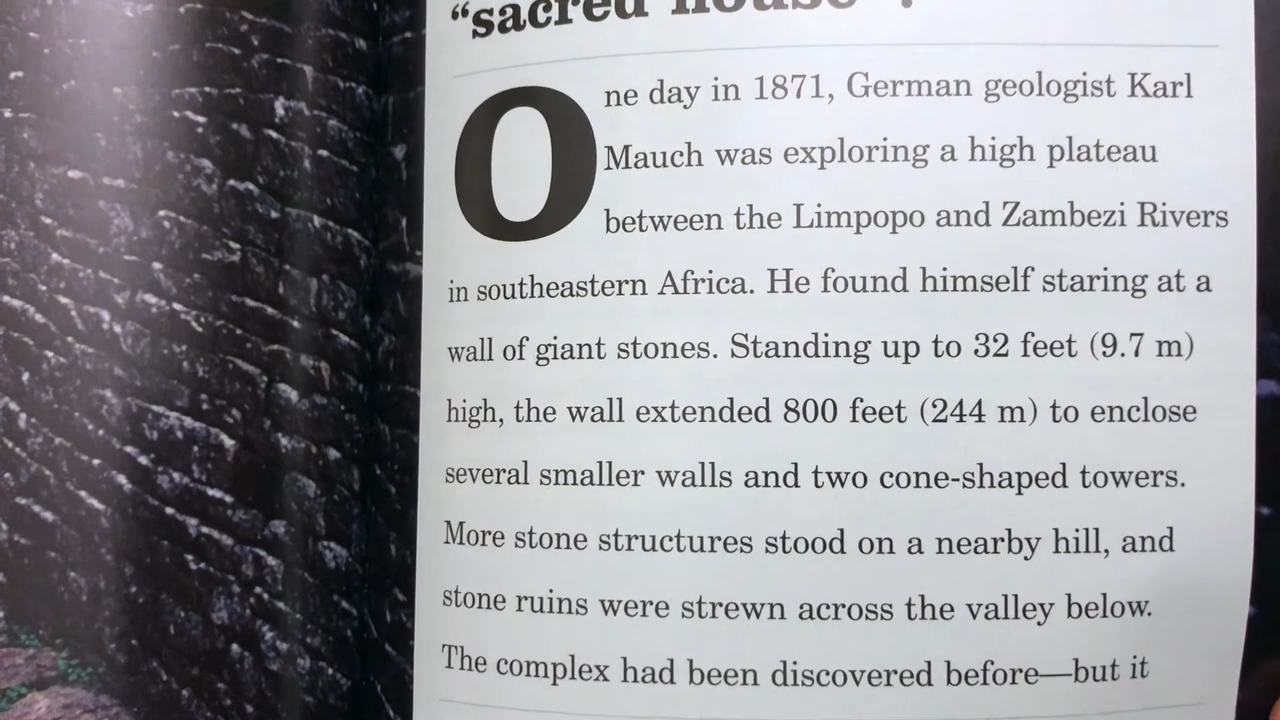 “sacred house”?
One day in 1871, German geologist Karl
Mauch was exploring a high plateau
between the Limpopo and Zambezi Rivers
in southeastern Africa. He found himself staring at a
wall of giant stones. Standing up to 32 feet (9.7 m)
high, the wall extended 800 feet (244 m) to enclose
several smaller walls and two cone-shaped towers.
More stone structures stood on a nearby hill, and
stone ruins were strewn across the valley below.
The complex had been discovered before—but it